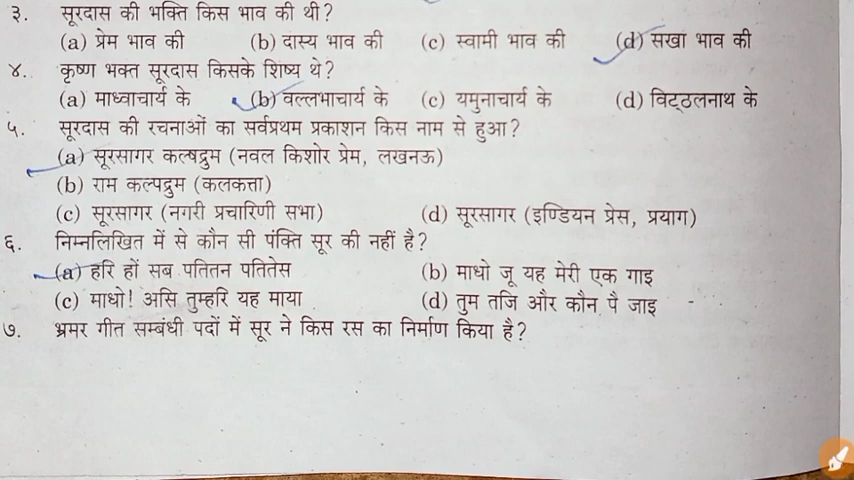 ३. सूरदास की भक्ति किस भाव की थी?
(a) प्रेम भाव की (b) दास्य भाव की (c) स्वामी भाव की (d) सखा भाव की
४. कृष्ण भक्त सूरदास किसके शिष्य थे?
(a) माध्वाचार्य के (b) वल्लभाचार्य के (c) यमुनाचार्य के (d) विट्ठलनाथ के
५. सूरदास की रचनाओं का सर्वप्रथम प्रकाशन किस नाम से हुआ?
(a) सूरसागर कल्षद्रुम (नवल किशोर प्रेम, लखनऊ)
(b) राम कल्पद्रुम (कलकत्ता)
(c) सूरसागर (नगरी प्रचारिणी सभा) (d) सूरसागर (इण्डियन प्रेस, प्रयाग)
६. निम्नलिखित में से कौन सी पंक्ति सूर की नहीं है?
(a) हरि हों सब पतितन पतितेस (b) माधो जू यह मेरी एक गाइ
(c) माधो! असि तुम्हरि यह माया (d) तुम तजि और कौन पै जाइ
७. भ्रमर गीत सम्बंधी पदों में सूर ने किस रस का निर्माण किया है?